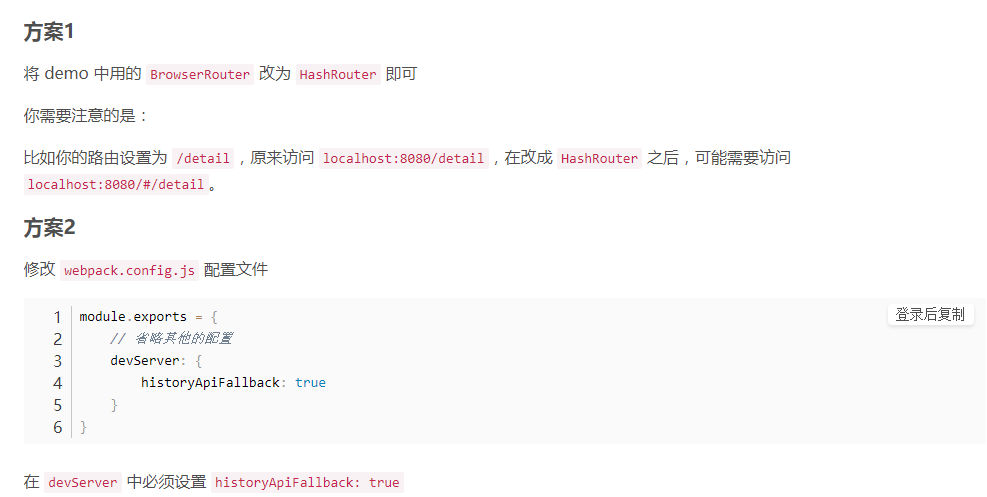 方案1
将 demo 中用的 BrowserRouter 改为 HashRouter 即可
你需要注意的是：
比如你的路由设置为 /detail，原来访问 localhost:8080/detail，在改成 HashRouter 之后，可能需要访问
localhost:8080/#/detail。
方案2
修改 webpack.config.js 配置文件
登录后复制
1 module.exports = {
2     // 省略其他的配置
3     devServer: {
4         historyApiFallback: true
5     }
6 }
在 devServer 中必须设置 historyApiFallback: true